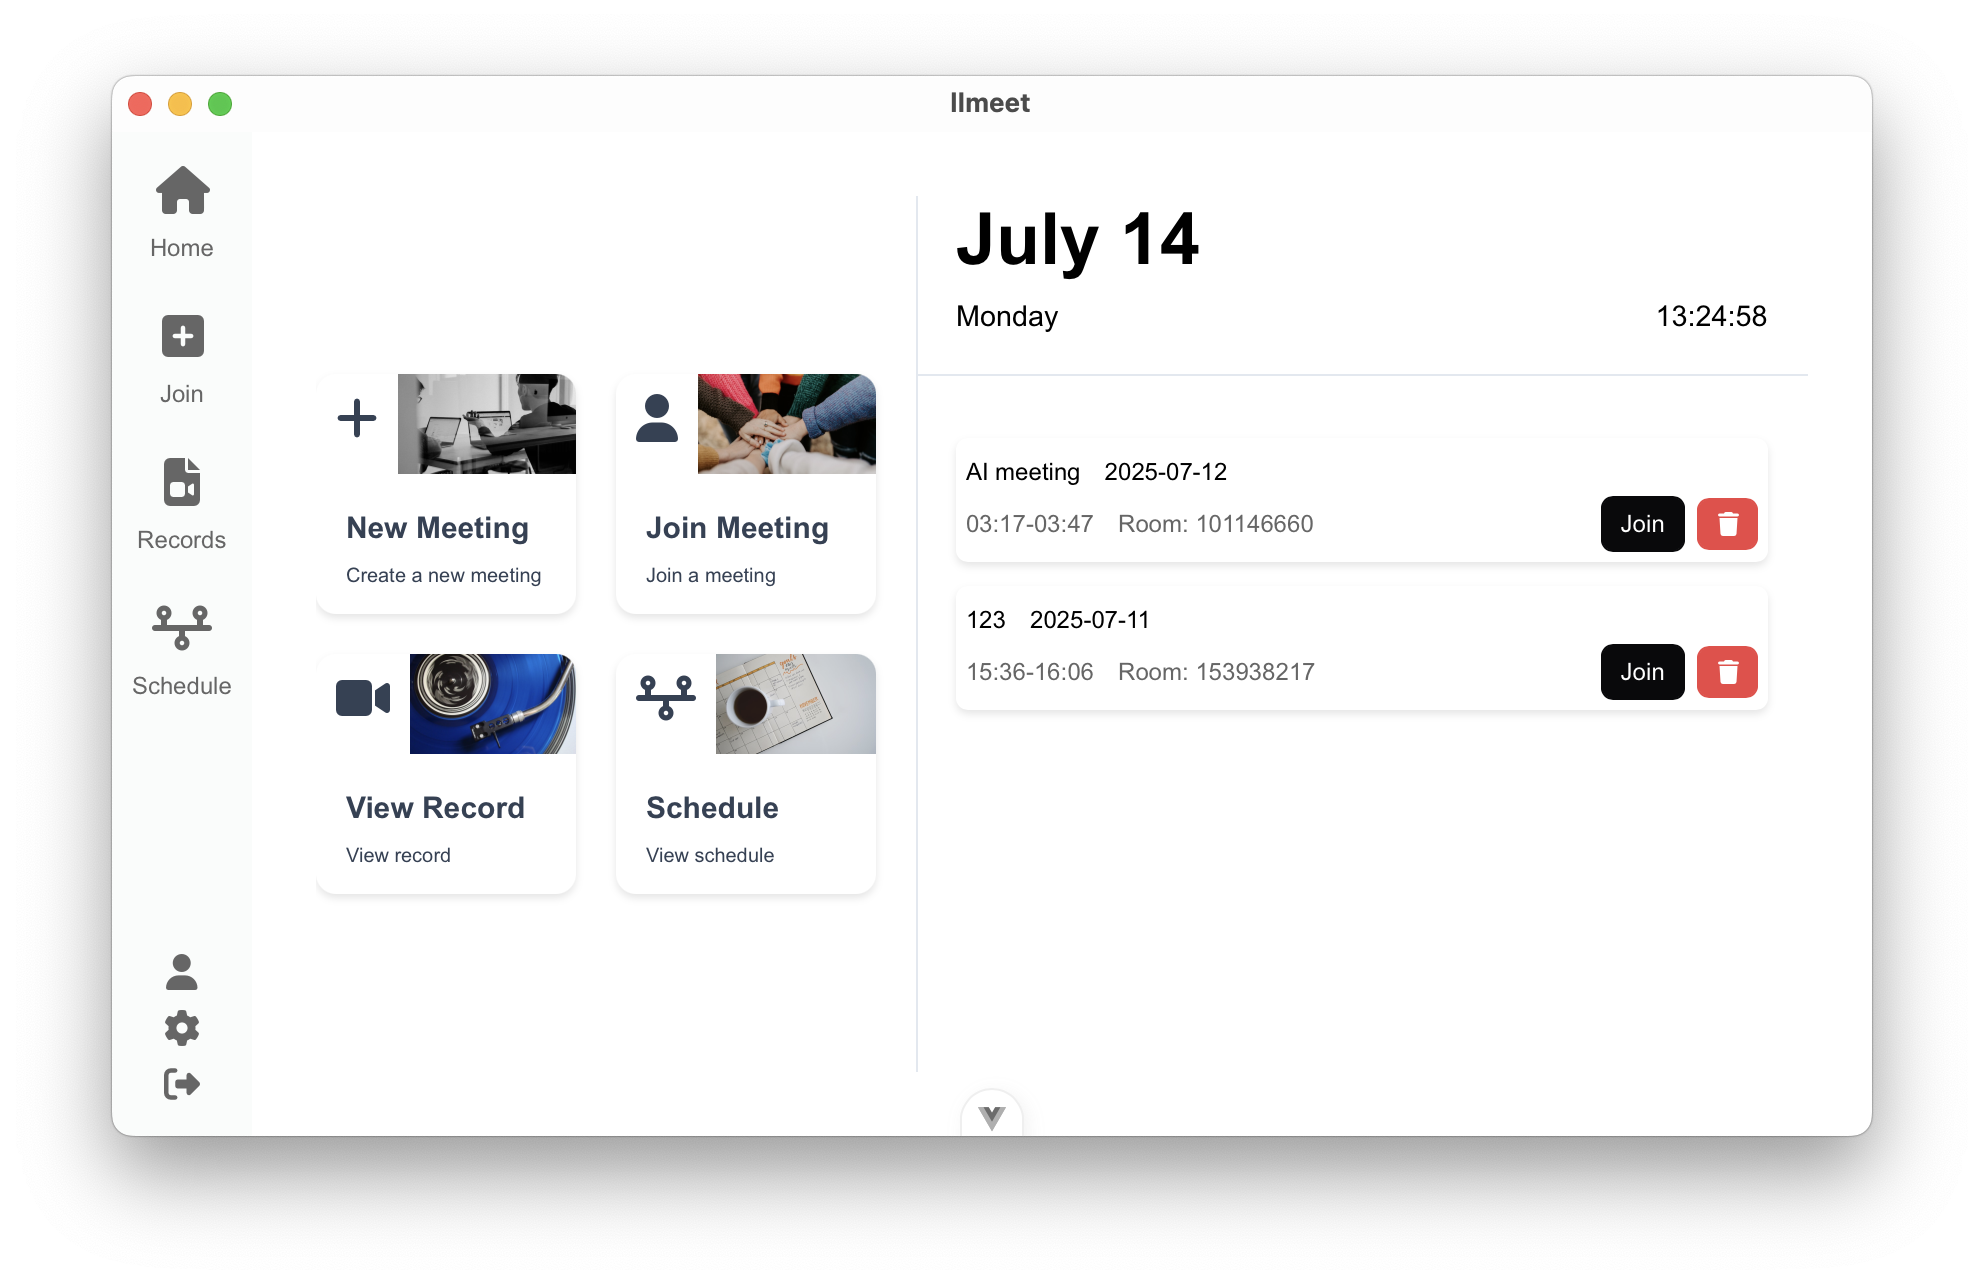 llmeet
Home
Join
Records
Schedule
New Meeting
Create a new meeting
Join Meeting
Join a meeting
View Record
View record
Schedule
View schedule
July 14
Monday
13:24:58
AI meeting 2025-07-12
03:17-03:47 Room: 101146660
Join
123 2025-07-11
15:36-16:06 Room: 153938217
Join